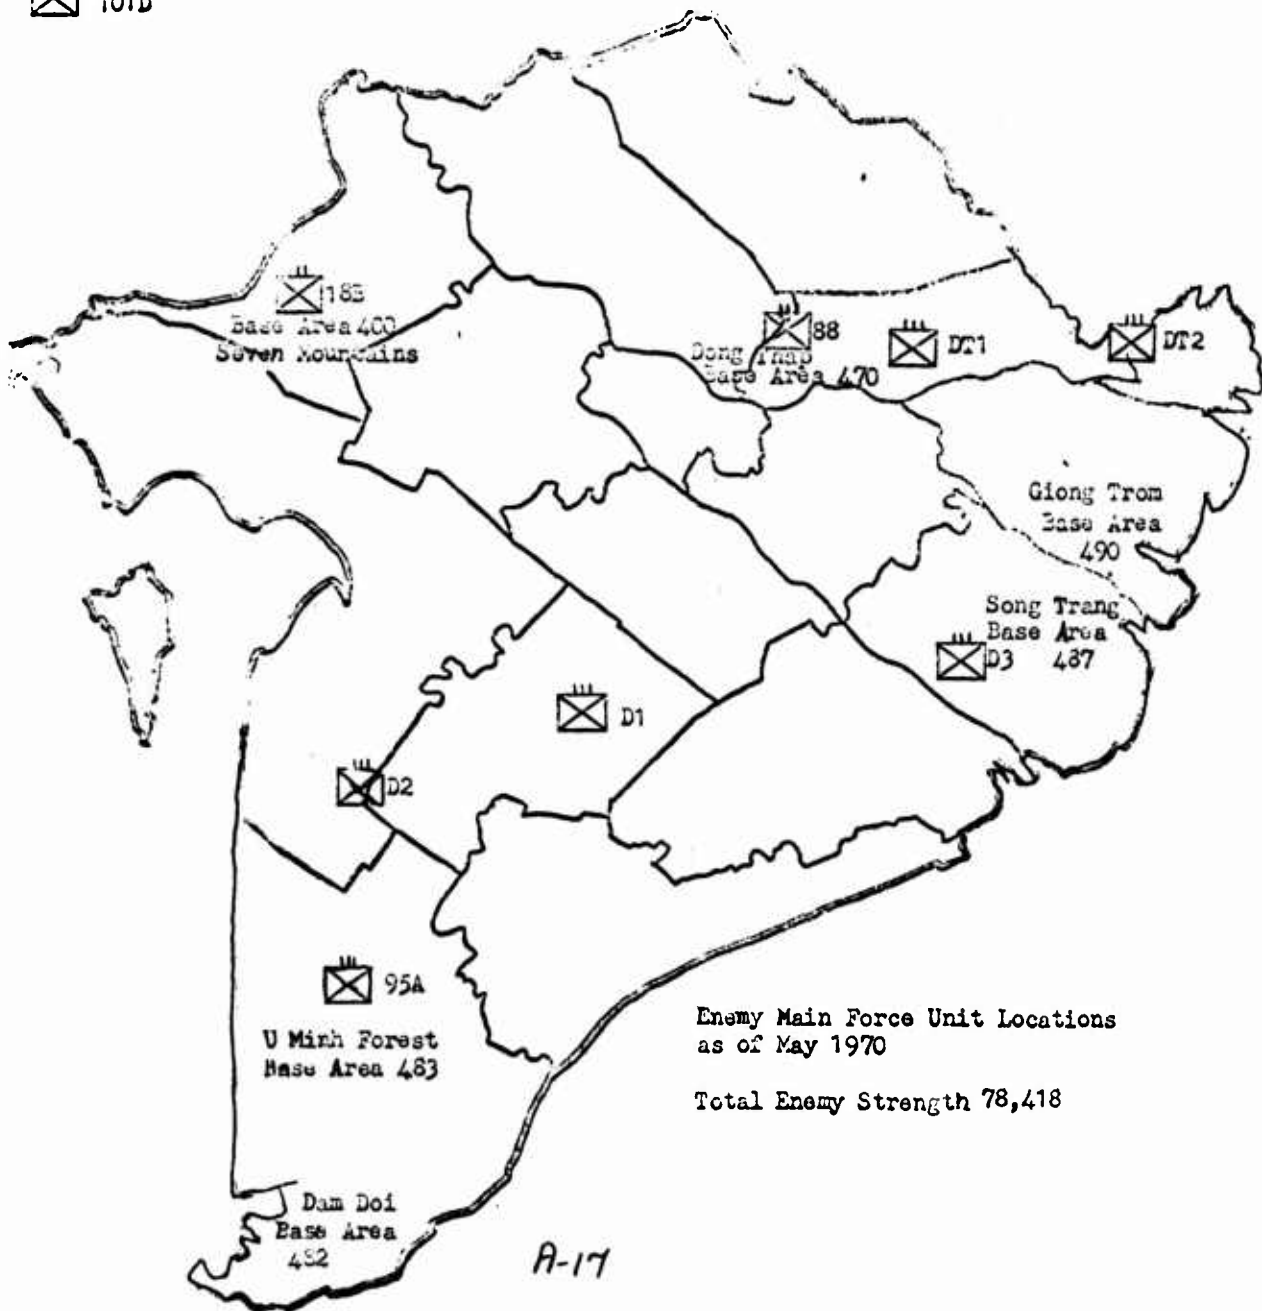 101D
18B
Base Area 400
Seven Mountains
88
Dong Thap
Base Area 470
DT1
DT2
Giong Trom
Base Area
490
Song Trang
Base Area
D3 487
D1
D2
95A
U Minh Forest
Base Area 483
Enemy Main Force Unit Locations
as of May 1970
Total Enemy Strength 78,418
Dam Doi
Base Area
482
A-17